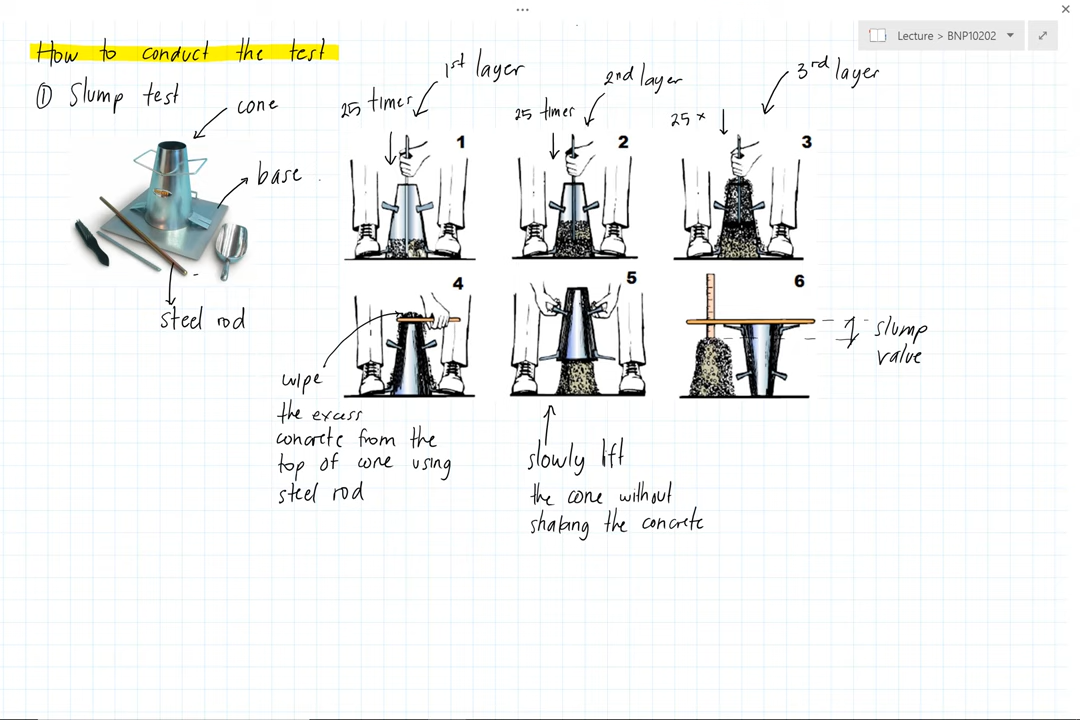 Lecture > BNP10202
How to conduct the test
① Slump test
cone
base
steel rod
25 times
1st layer
1
25 times
2nd layer
2
25 x
3rd layer
3
4
wipe
the excess
concrete from the
top of cone using
steel rod
5
slowly lift
the cone without
shaking the concrete
6
slump
value